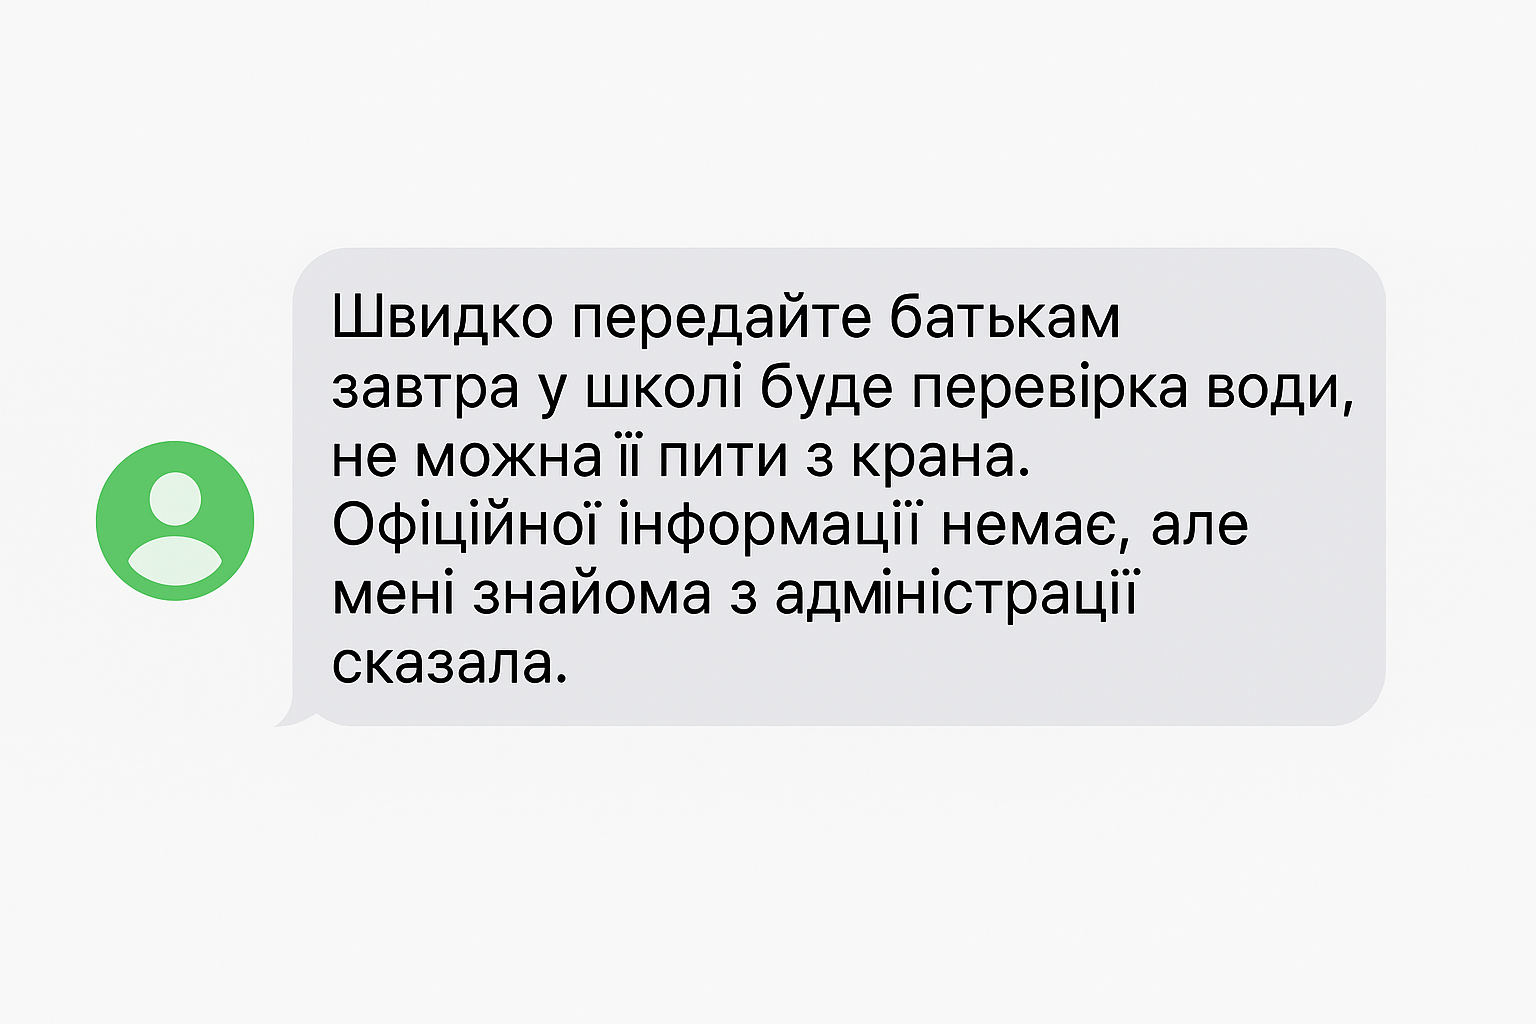 Швидко передайте батькам
завтра у школі буде перевірка води,
не можна її пити з крана.
Офіційної інформації немає, але
мені знайома з адміністрації
сказала.